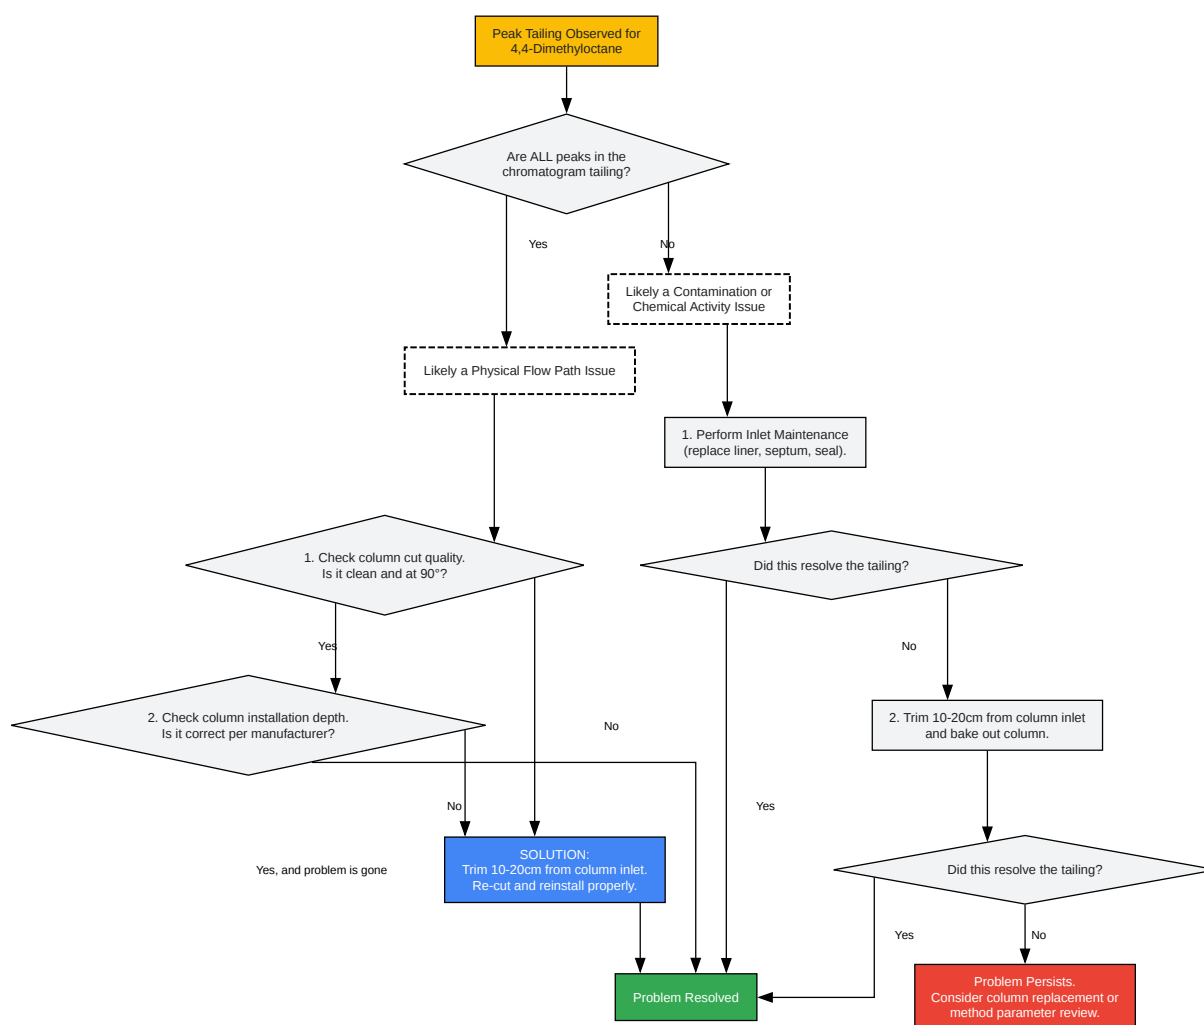 Peak Tailing Observed for
4,4-Dimethyloctane
Are ALL peaks in the
chromatogram tailing?
Yes
No
Likely a Contamination or
Chemical Activity Issue
Likely a Physical Flow Path Issue
1. Perform Inlet Maintenance
(replace liner, septum, seal).
1. Check column cut quality.
Is it clean and at 90°?
Did this resolve the tailing?
Yes
No
2. Check column installation depth.
Is it correct per manufacturer?
No
2. Trim 10-20cm from column inlet
and bake out column.
No
Yes
SOLUTION:
Trim 10-20cm from column inlet.
Re-cut and reinstall properly.
Yes, and problem is gone
Did this resolve the tailing?
Yes
No
Problem Resolved
Problem Persists.
Consider column replacement or
method parameter review.